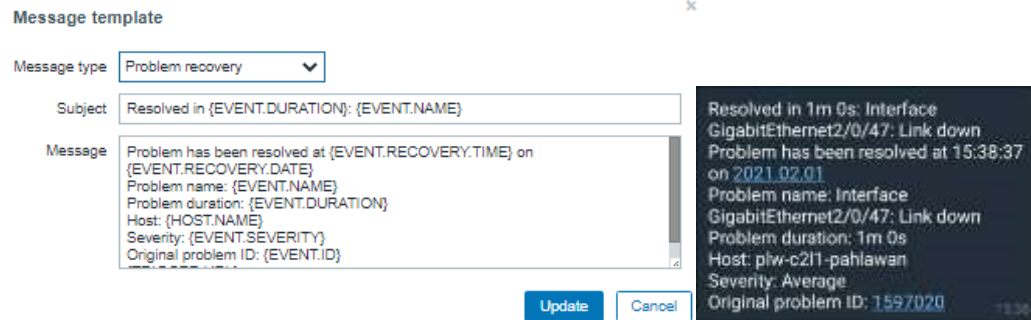 Message template
Message type Problem recovery
Subject Resolved in {EVENT.DURATION}: {EVENT.NAME}
Message Problem has been resolved at {EVENT.RECOVERY.TIME} on
{EVENT.RECOVERY.DATE}
Problem name: {EVENT.NAME}
Problem duration: {EVENT.DURATION}
Host: {HOST.NAME}
Severity: {EVENT.SEVERITY}
Original problem ID: {EVENT.ID}
Update Cancel
Resolved in 1m 0s: Interface
GigabitEthernet2/0/47: Link down
Problem has been resolved at 15:38:37
on 2021.02.01
Problem name: Interface
GigabitEthernet2/0/47: Link down
Problem duration: 1m 0s
Host: plw-c2l1-pahlawan
Severity: Average
Original problem ID: 1597020